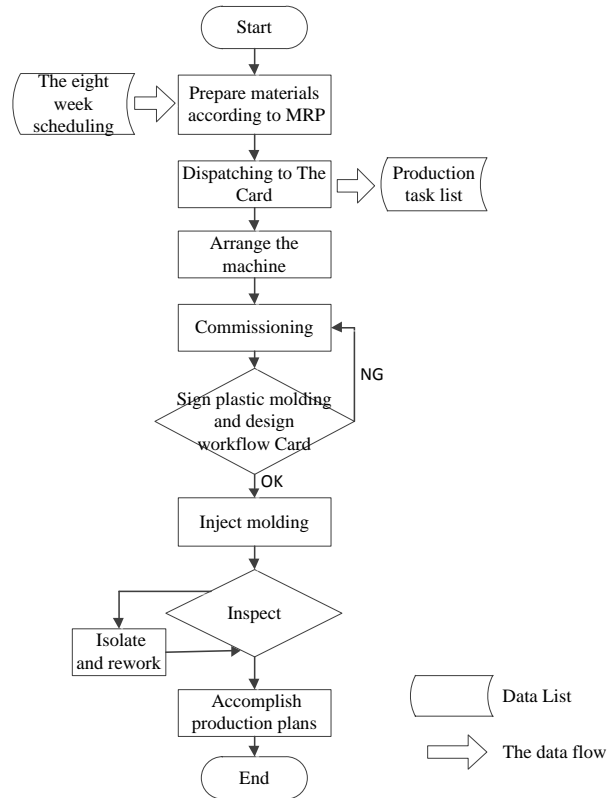 Start
The eight
week
scheduling
Prepare materials
according to MRP
Dispatching to The
Card
Production
task list
Arrange the
machine
Commissioning
NG
Sign plastic molding
and design
workflow Card
OK
Inject molding
Inspect
Isolate
and rework
Accomplish
production plans
Data List
The data flow
End